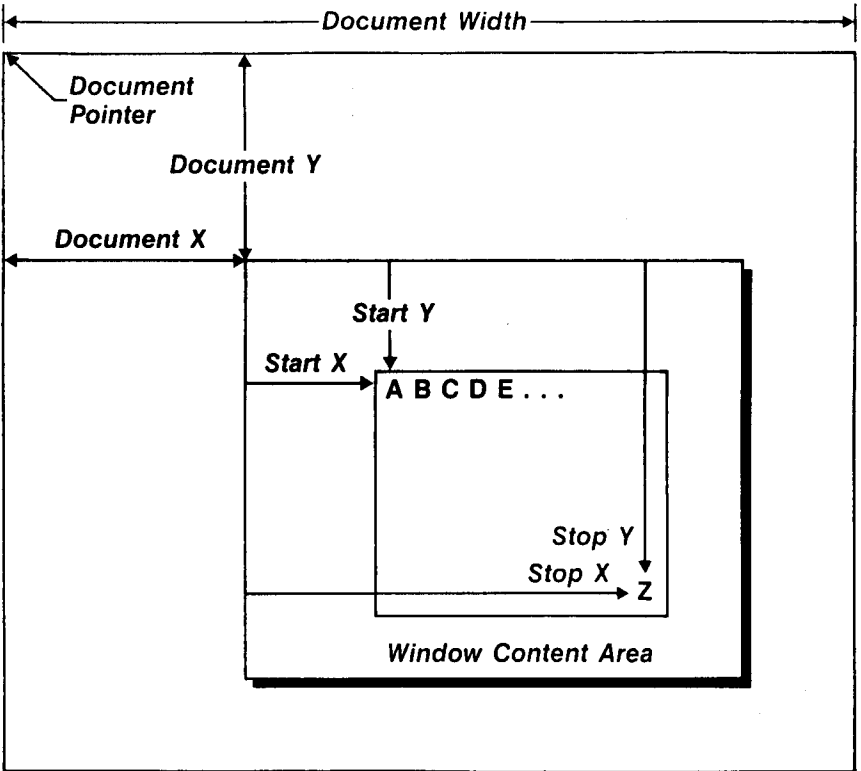 Document Width
Document
Pointer
Document Y
Document X
Start Y
Start X
A B C D E . . .
Stop Y
Stop X
Z
Window Content Area